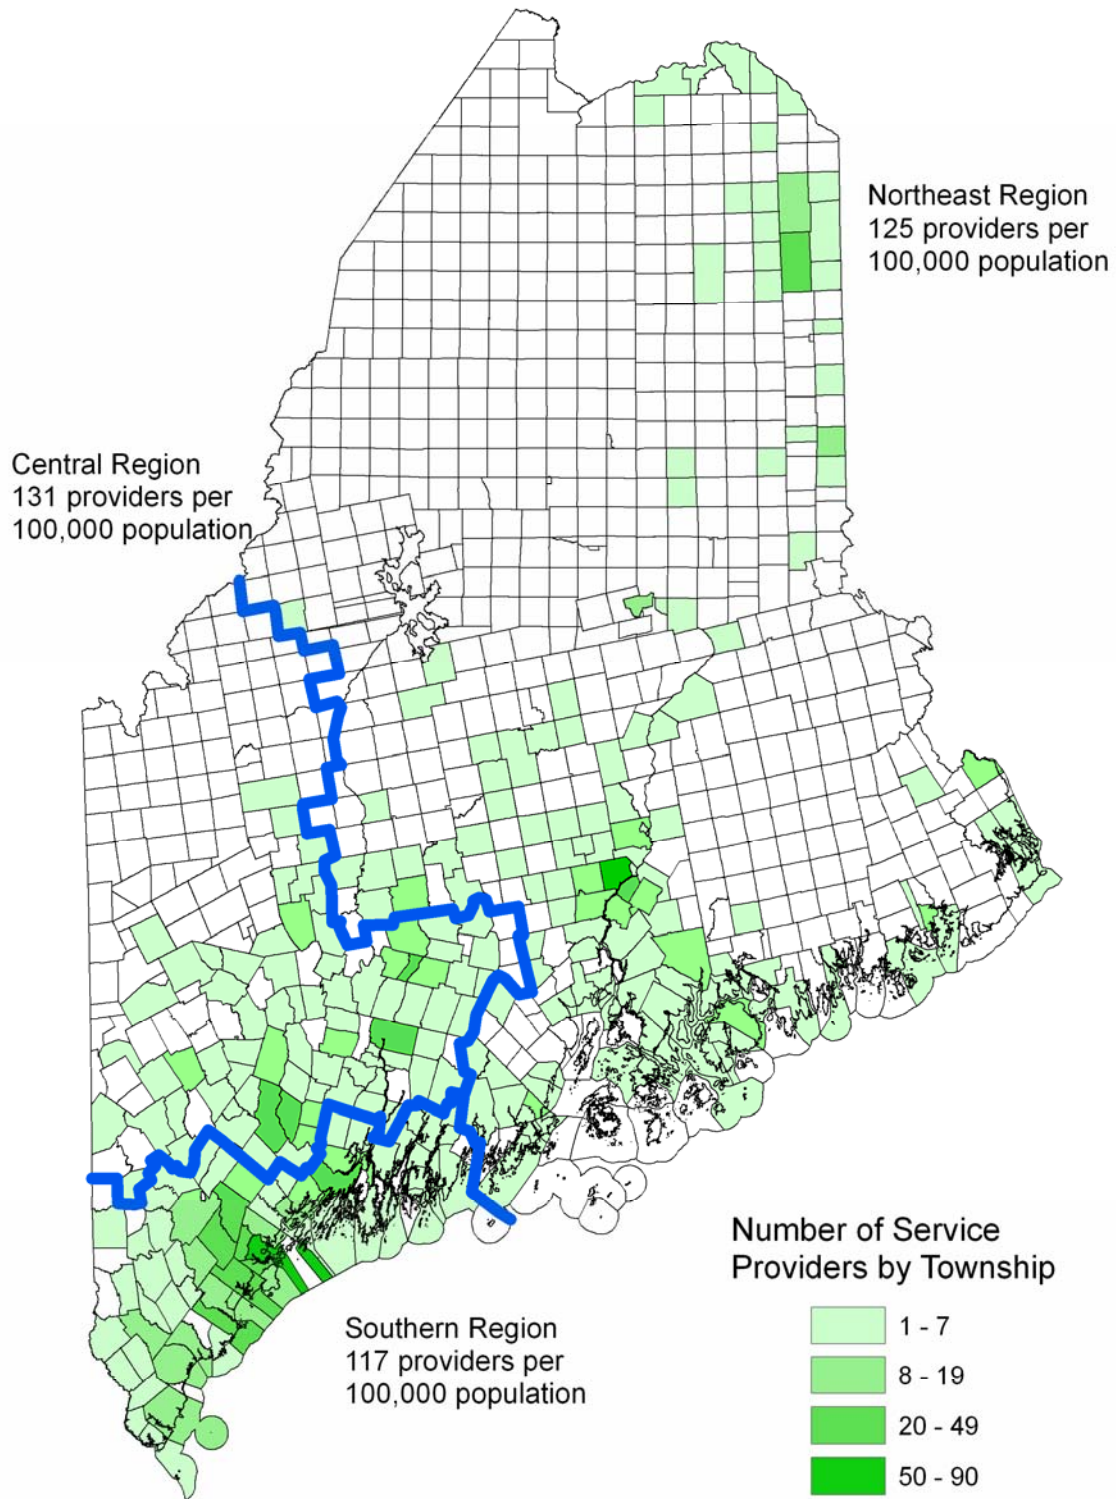 Northeast Region
125 providers per
100,000 population
Central Region
131 providers per
100,000 population
Southern Region
117 providers per
100,000 population
Number of Service
Providers by Township
1 - 7
8 - 19
20 - 49
50 - 90